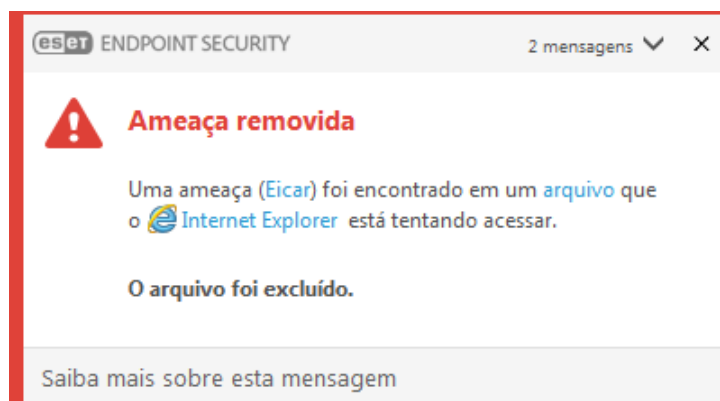 eset ENDPOINT SECURITY 2 mensagens
Ameaça removida
Uma ameaça (Eicar) foi encontrado em um arquivo que
o Internet Explorer está tentando acessar.
O arquivo foi excluído.
Saiba mais sobre esta mensagem